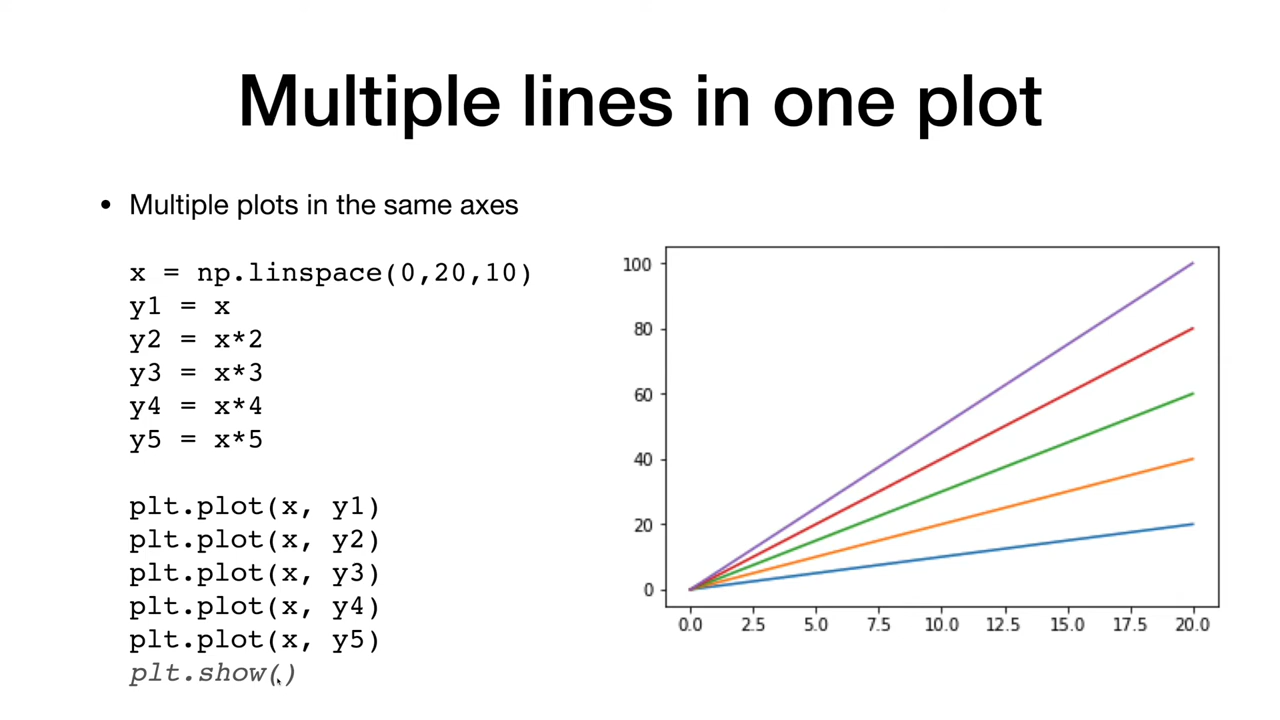 Multiple lines in one plot
• Multiple plots in the same axes
x = np.linspace(0,20,10)
y1 = x
y2 = x*2
y3 = x*3
y4 = x*4
y5 = x*5
plt.plot(x, y1)
plt.plot(x, y2)
plt.plot(x, y3)
plt.plot(x, y4)
plt.plot(x, y5)
plt.show()
100
80
60
40
20
0
0.0 2.5 5.0 7.5 10.0 12.5 15.0 17.5 20.0